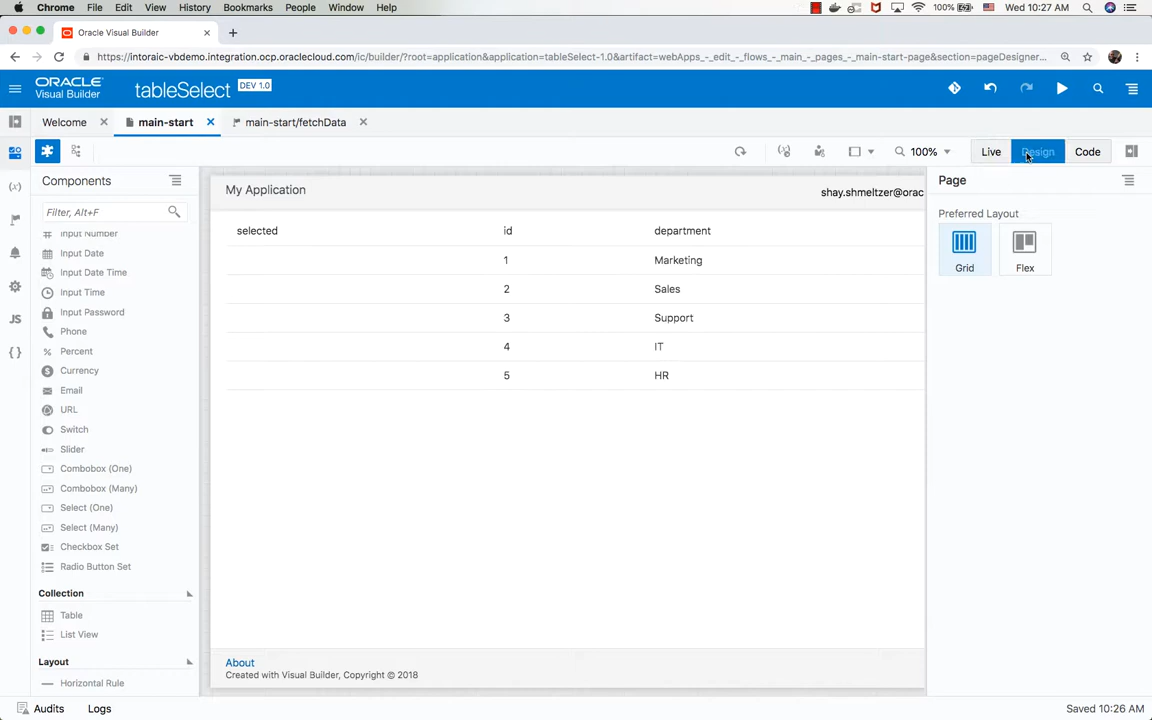 Chrome File Edit View History Bookmarks People Window Help 100% Wed 10:27 AM
Oracle Visual Builder
https://intoraic-vbdemo.integration.ocp.oraclecloud.com/ic/builder/?root=application&application=tableSelect-1.0&artifact=webApps_-_edit_-_flows_-_main_-_pages_-_main-start-page&section=pageDesigner...
ORACLE
Visual Builder
tableSelect DEV 1.0
Welcome main-start main-start/fetchData
100% Live Design Code
Components
Filter, Alt+F
Input Number
Input Date
Input Date Time
Input Time
Input Password
Phone
Percent
Currency
Email
URL
Switch
Slider
Combobox (One)
Combobox (Many)
Select (One)
Select (Many)
Checkbox Set
Radio Button Set
Collection
Table
List View
Layout
Horizontal Rule
(x)
JS
{ }
My Application shay.shmeltzer@orac
selected id department
1 Marketing
2 Sales
3 Support
4 IT
5 HR
About
Created with Visual Builder, Copyright © 2018
Page
Preferred Layout
Grid Flex
Audits Logs Saved 10:26 AM